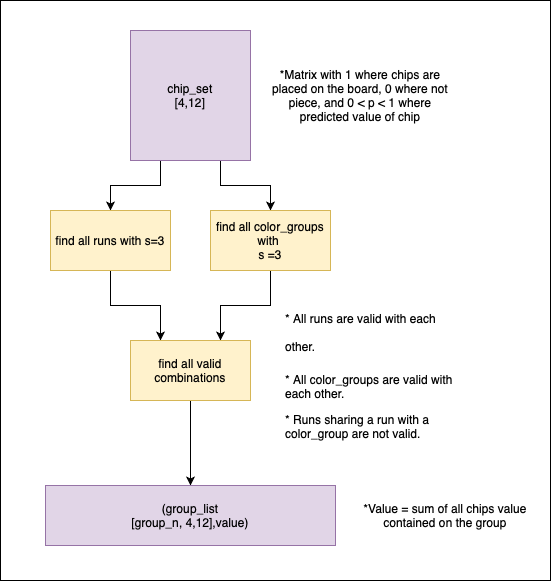 chip_set
[4,12]
*Matrix with 1 where chips are
placed on the board, 0 where not
piece, and 0 < p < 1 where
predicted value of chip
find all runs with s=3
find all color_groups
with
s =3
* All runs are valid with each
other.
find all valid
combinations
* All color_groups are valid with
each other.
* Runs sharing a run with a
color_group are not valid.
(group_list
[group_n, 4,12],value)
*Value = sum of all chips value
contained on the group